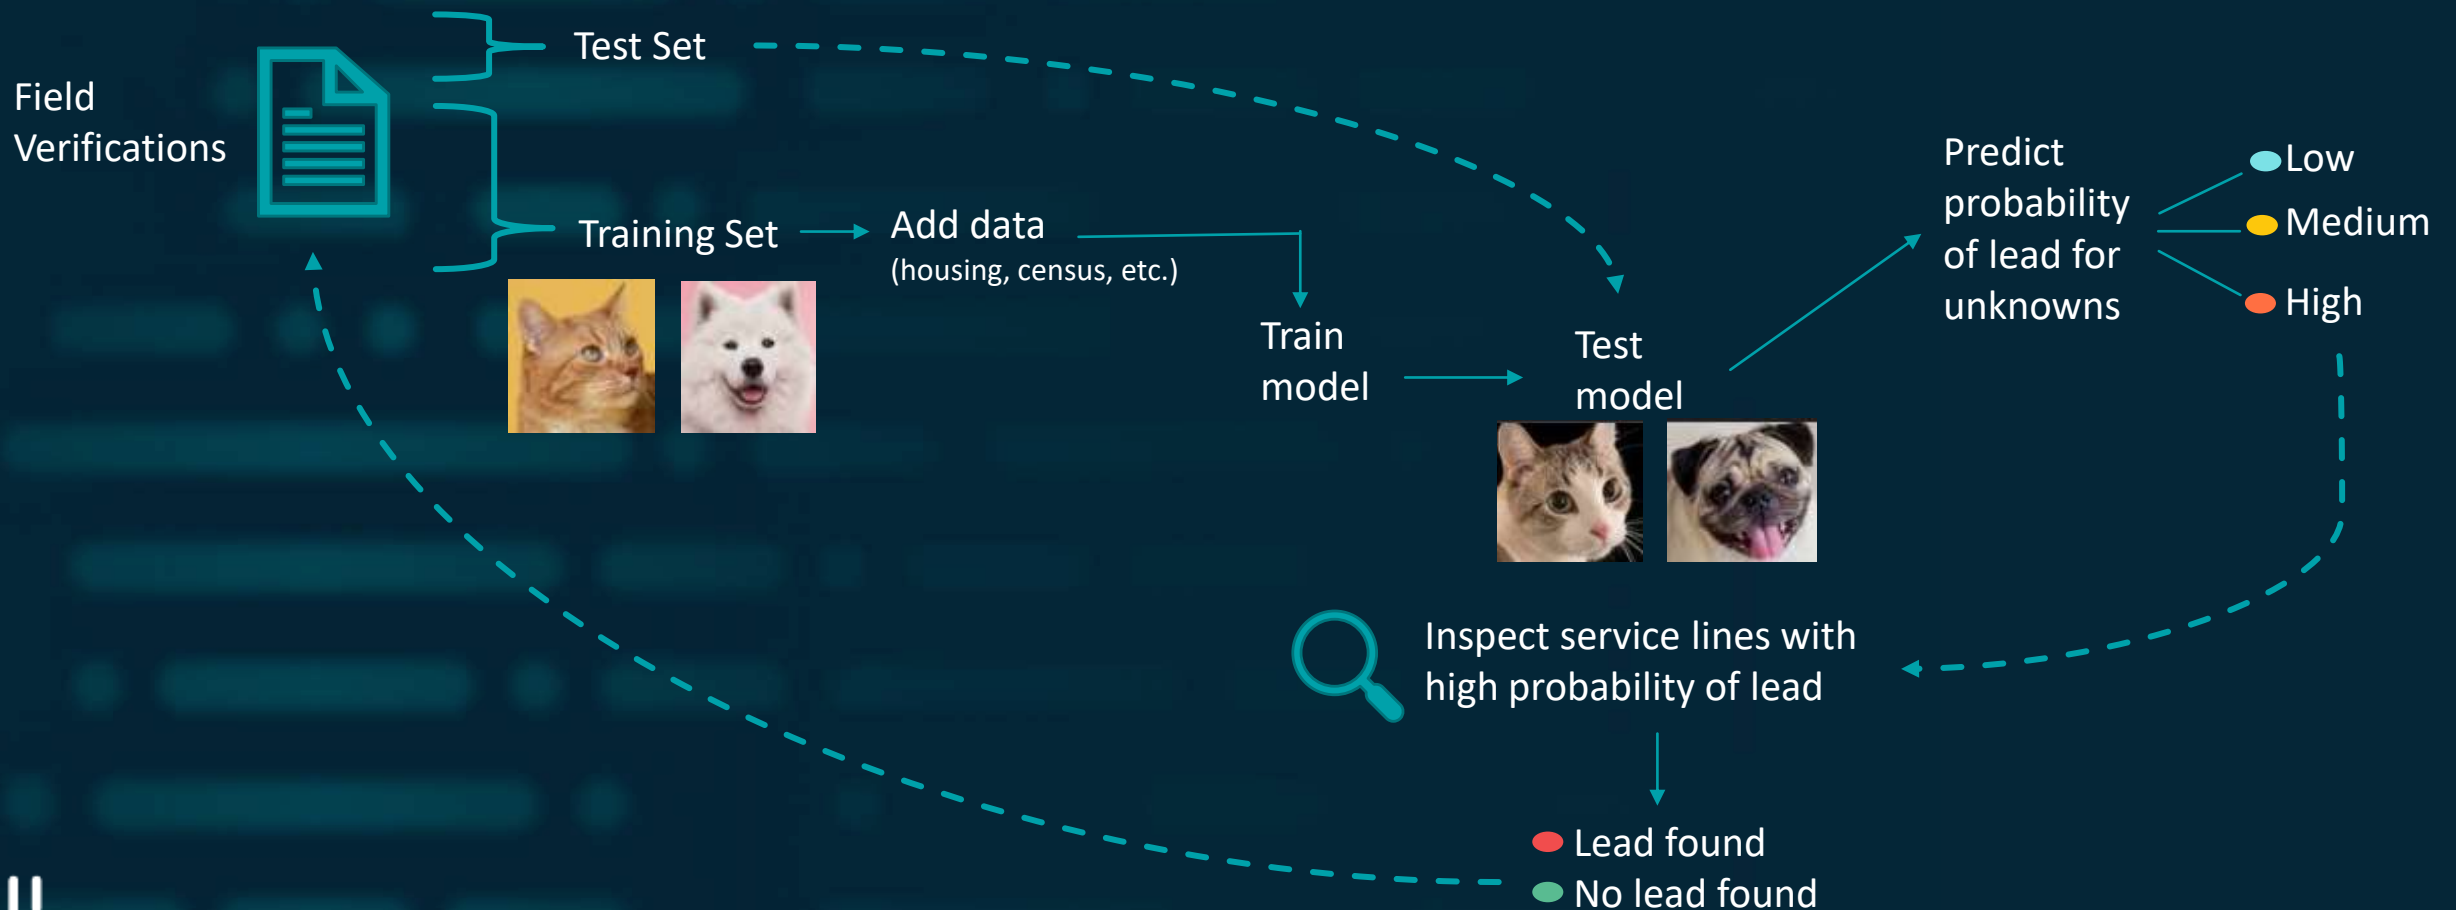 Test Set
Field
Verifications
Training Set
Add data
(housing, census, etc.)
Train
model
Test
model
Predict
probability
of lead for
unknowns
Low
Medium
High
Inspect service lines with
high probability of lead
Lead found
No lead found